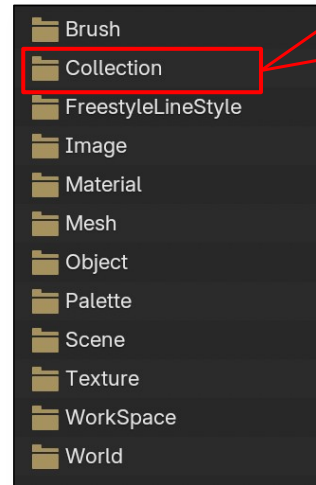 Brush
Collection
FreestyleLineStyle
Image
Material
Mesh
Object
Palette
Scene
Texture
WorkSpace
World